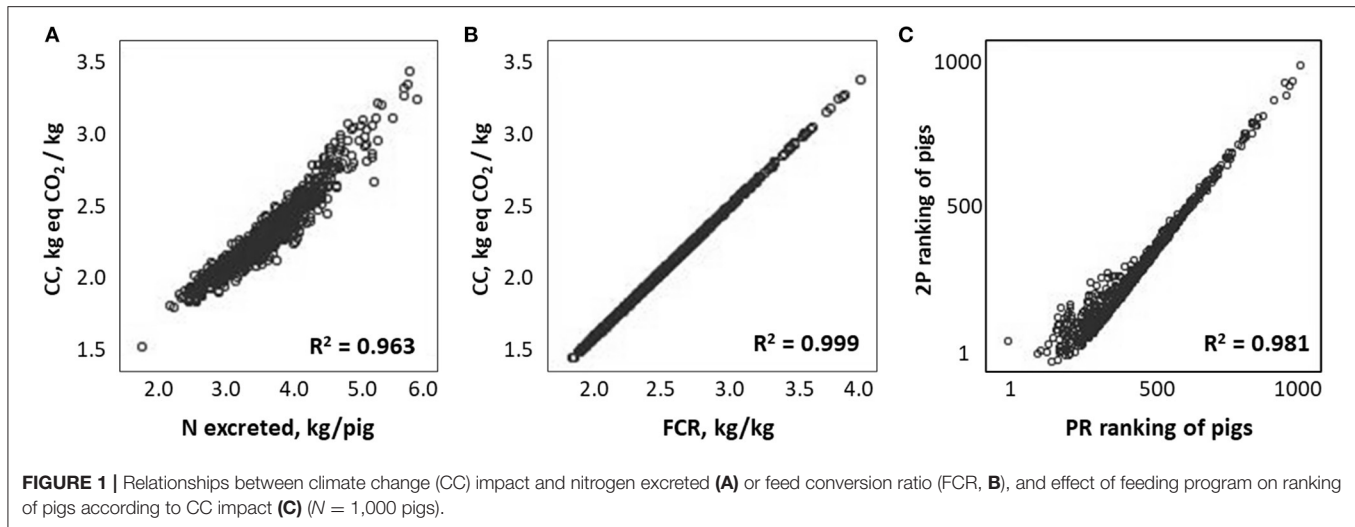 A
CC, kg eq CO₂ / kg
3.5
3.0
2.5
2.0
1.5
R² = 0.963
2.0 3.0 4.0 5.0 6.0
N excreted, kg/pig
B
CC, kg eq CO₂ / kg
3.5
3.0
2.5
2.0
1.5
R² = 0.999
2.0 2.5 3.0 3.5 4.0
FCR, kg/kg
C
2P ranking of pigs
1000
500
1
R² = 0.981
1 500 1000
PR ranking of pigs
FIGURE 1 | Relationships between climate change (CC) impact and nitrogen excreted (A) or feed conversion ratio (FCR, B), and effect of feeding program on ranking
of pigs according to CC impact (C) (N = 1,000 pigs).